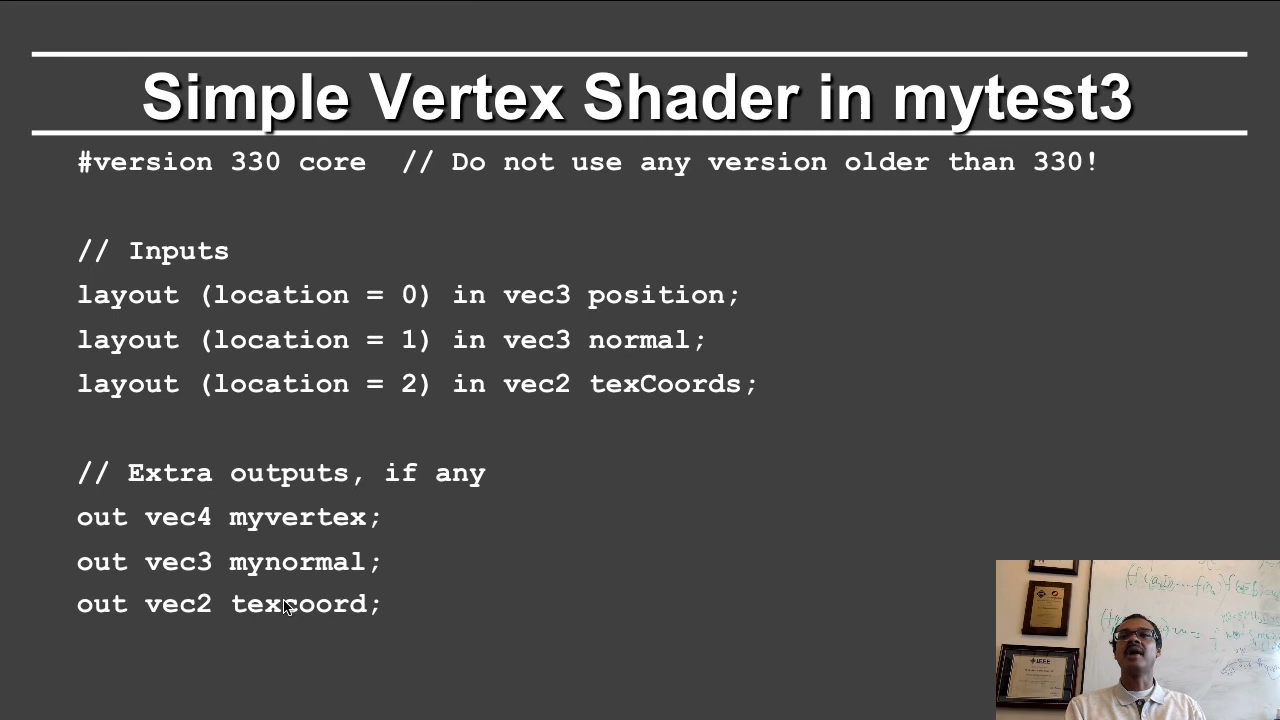 Simple Vertex Shader in mytest3
#version 330 core  // Do not use any version older than 330!
// Inputs
layout (location = 0) in vec3 position;
layout (location = 1) in vec3 normal;
layout (location = 2) in vec2 texCoords;
// Extra outputs, if any
out vec4 myvertex;
out vec3 mynormal;
out vec2 texcoord;
IEEE